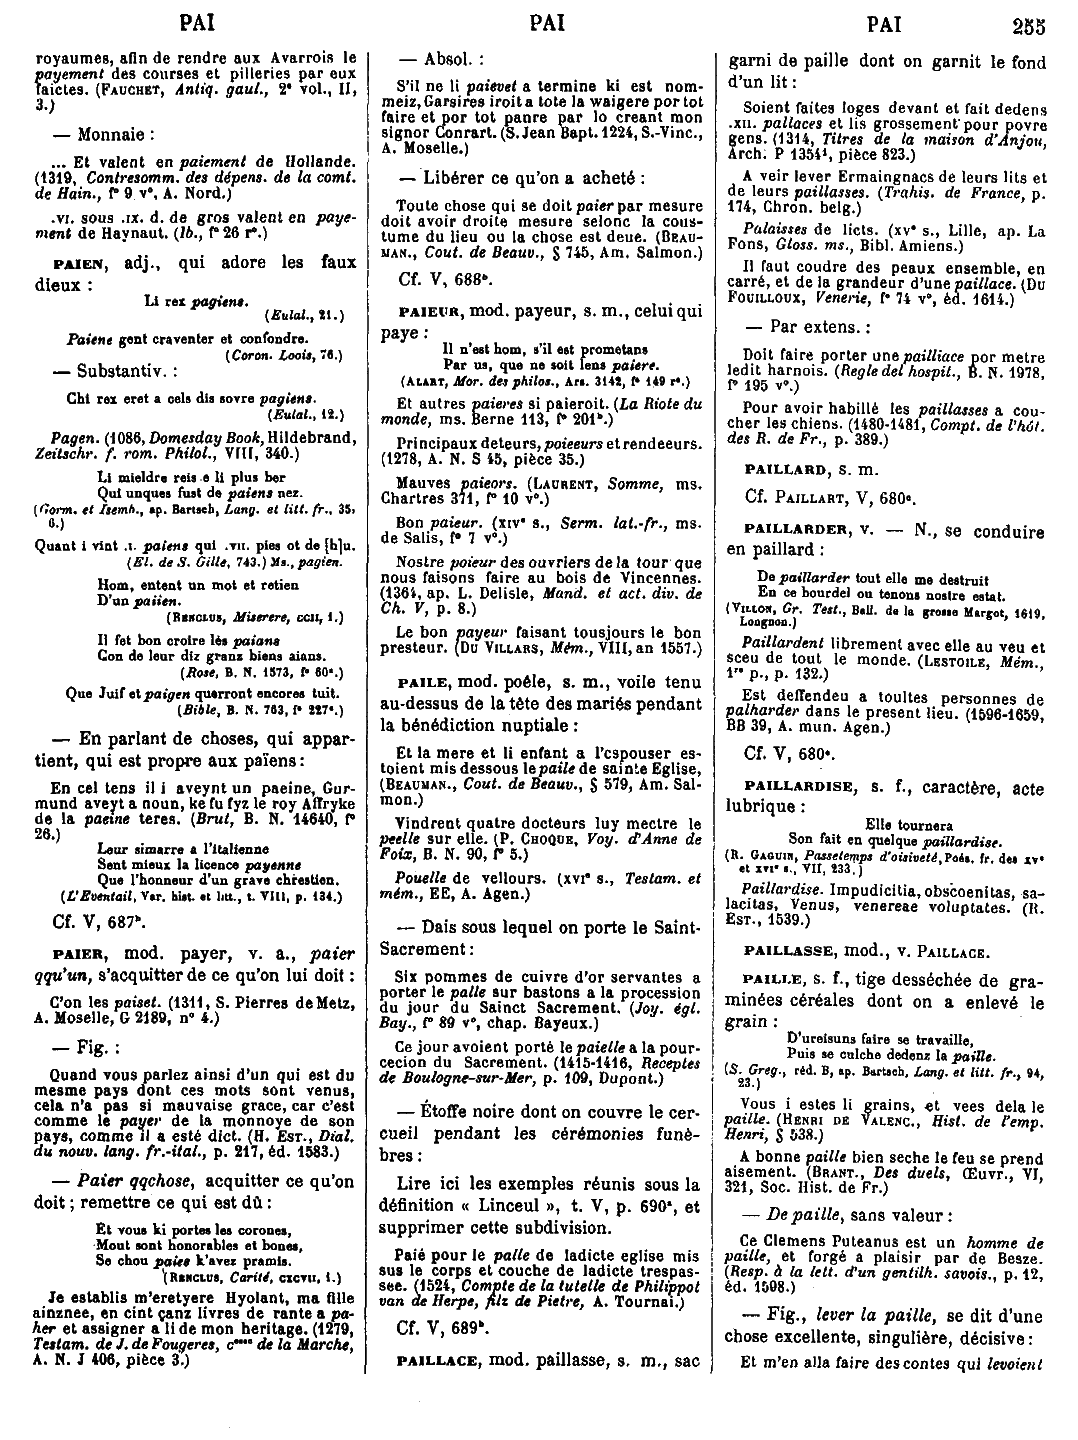 PAI
PAI
PAI
255
royaumes, afin de rendre aux Avarrois le
payement des courses et pilleries par eux
faictes. (FAUCHET, Antiq. gaul., 2e vol., II,
3.)
— Monnaie :
... Et valent en paiement de Hollande.
(1319, Contresomm. des dépens. de la comt.
de Hain., f° 9 v°, A. Nord.)
.VI. sous .IX. d. de gros valent en paye-
ment de Haynaut. (Ib., f° 26 r°.)
PAIEN, adj., qui adore les faux
dieux :
Li rex pagiens.
(Eulal., 21.)
Paiene gent craventer et confondre.
(Coron. Loois, 76.)
— Substantiv. :
Chi rex eret a cels dis sovre pagiens.
(Eulal., 12.)
Pagen. (1086, Domesday Book, Hildebrand,
Zeitschr. f. rom. Philol., VIII, 340.)
Li mieldre reis e li plus ber
Qui unques fust de paiens nez.
(Gorm. et Isemb., ap. Bartsch, Lang. et litt. fr., 35,
6.)
Quant i vint .I. paiens qui .VII. pies ot de [h]u.
(El. de S. Gille, 743.) Ms., pagien.
Hom, entent un mot et retien
D'un paiien.
(RENCLUS, Miserere, CCII, 1.)
Il fet bon croire lés paians
Con de leur diz granz biens aians.
(Rose, B. N. 1573, f° 60a.)
Que Juif et paigen querront encores tuit.
(Bible, B. N. 763, f° 227a.)
— En parlant de choses, qui appar-
tient, qui est propre aux païens :
En cel tens il i aveynt un paeine, Gur-
mund aveyt a noun, ke fu fyz le roy Affryke
de la paeine teres. (Brut, B. N. 14640, f°
26.)
Leur simarre a l'italienne
Sent mieux la licence payenne
Que l'honneur d'un grave chrestien.
(L'Eventail, Var. hist. et litt., t. VIII, p. 134.)
Cf. V, 687b.
PAIER, mod. payer, v. a., paier
qqu'un, s'acquitter de ce qu'on lui doit :
C'on les paiset. (1311, S. Pierres de Metz,
A. Moselle, G 2189, n° 4.)
— Fig. :
Quand vous parlez ainsi d'un qui est du
mesme pays dont ces mots sont venus,
cela n'a pas si mauvaise grace, car c'est
comme le payer de la monnoye de son
pays, comme il a esté dict. (H. EST., Dial.
du nouv. lang. fr.-ital., p. 217, éd. 1583.)
— Paier qqchose, acquitter ce qu'on
doit ; remettre ce qui est dû :
Et vous ki portes les corones,
Mout sont honorables et bones,
Se chou paies k'avez pramis.
(RENCLUS, Carité, CXCVII, 1.)
Je establis m'eretyere Hyolant, ma fille
ainznee, en cint çanz livres de rante a pa-
her et assigner a li de mon heritage. (1279,
Testam. de J. de Fougeres, de la Marche,
A. N. J 406, pièce 3.)
— Absol. :
S'il ne li paievet a termine ki est nom-
meiz, Garsires iroit a tote la waigere por tot
faire et por tot panre par lo creant mon
signor Conrart. (S. Jean Bapt. 1224, S.-Vinc.,
A. Moselle.)
— Libérer ce qu'on a acheté :
Toute chose qui se doit paier par mesure
doit avoir droite mesure selonc la cous-
tume du lieu ou la chose est deue. (BEAU-
MAN., Cout. de Beauv., § 745, Am. Salmon.)
Cf. V, 688b.
PAIEUR, mod. payeur, s. m., celui qui
paye :
Il n'est hom, s'il est prometans
Par us, que ne soit lens paiere.
(ALART, Mor. des philos., Ars. 3142, f° 149 r°.)
Et autres paieres si paieroit. (La Riote du
monde, ms. Berne 113, f° 201b.)
Principaux deteurs, poieeurs et rendeeurs.
(1278, A. N. S 45, pièce 35.)
Mauves paieors. (LAURENT, Somme, ms.
Chartres 371, f° 10 v°.)
Bon paieur. (XIVe s., Serm. lat.-fr., ms.
de Salis, f° 7 v°.)
Nostre poieur des ouvriers de la tour que
nous faisons faire au bois de Vincennes.
(1364, ap. L. Delisle, Mand. et act. div. de
Ch. V, p. 8.)
Le bon payeur faisant tousjours le bon
presteur. (DU VILLARS, Mém., VIII, an 1557.)
PAILE, mod. poêle, s. m., voile tenu
au-dessus de la tête des mariés pendant
la bénédiction nuptiale :
Et la mere et li enfant a l'espouser es-
toient mis dessous le paile de sainte Eglise,
(BEAUMAN., Cout. de Beauv., § 579, Am. Sal-
mon.)
Vindrent quatre docteurs luy mectre le
peelle sur elle. (P. CHOQUE, Voy. d'Anne de
Foix, B. N. 90, f° 5.)
Pouelle de vellours. (XVIe s., Testam. et
mém., EE, A. Agen.)
— Dais sous lequel on porte le Saint-
Sacrement :
Six pommes de cuivre d'or servantes a
porter le palle sur bastons a la procession
du jour du Sainct Sacrement. (Joy. égl.
Bay., f° 89 v°, chap. Bayeux.)
Ce jour avoient porté le paielle a la pour-
cecion du Sacrement. (1415-1416, Receptes
de Boulogne-sur-Mer, p. 109, Dupont.)
— Étoffe noire dont on couvre le cer-
cueil pendant les cérémonies funè-
bres :
Lire ici les exemples réunis sous la
définition « Linceul », t. V, p. 690a, et
supprimer cette subdivision.
Paié pour le palle de ladicte eglise mis
sus le corps et couche de ladicte trespas-
see. (1524, Compte de la tutelle de Philippot
van de Herpe, filz de Pietre, A. Tournai.)
Cf. V, 689b.
PAILLACE, mod. paillasse, s. m., sac
garni de paille dont on garnit le fond
d'un lit :
Soient faites loges devant et fait dedens
.XII. pallaces et lis grossement pour povre
gens. (1314, Titres de la maison d'Anjou,
Arch. P 1354¹, pièce 823.)
A veir lever Ermaingnacs de leurs lits et
de leurs paillasses. (Trahis. de France, p.
174, Chron. belg.)
Palaisses de licts. (XVe s., Lille, ap. La
Fons, Gloss. ms., Bibl. Amiens.)
Il faut coudre des peaux ensemble, en
carré, et de la grandeur d'une paillace. (DU
FOUILLOUX, Venerie, f° 74 v°, éd. 1614.)
— Par extens. :
Doit faire porter une pailliace por metre
ledit harnois. (Regle del hospit., B. N. 1978,
f° 195 v°.)
Pour avoir habillé les paillasses a cou-
cher les chiens. (1480-1481, Compt. de l'hôt.
des R. de Fr., p. 389.)
PAILLARD, s. m.
Cf. PAILLART, V, 680c.
PAILLARDER, v. — N., se conduire
en paillard :
De paillarder tout elle me destruit
En ce bourdel ou tenons nostre estat.
(VILLON, Gr. Test., Ball. de la grosse Margot, 1619,
Longnon.)
Paillardent librement avec elle au veu et
sceu de tout le monde. (LESTOILE, Mém.,
1re p., p. 132.)
Est deffendeu a toultes personnes de
palharder dans le present lieu. (1596-1659,
BB 39, A. mun. Agen.)
Cf. V, 680c.
PAILLARDISE, s. f., caractère, acte
lubrique :
Elle tournera
Son fait en quelque paillardise.
(R. GAGUIN, Passetemps d'oisiveté, Poés. fr. des XVe
et XVIe s., VII, 233.)
Paillardise. Impudicitia, obscoenitas, sa-
lacitas, Venus, venereae voluptates. (R.
EST., 1539.)
PAILLASSE, mod., v. PAILLACE.
PAILLE, s. f., tige desséchée de gra-
minées céréales dont on a enlevé le
grain :
D'ureisuns faire se travaille,
Puis se culche dedenz la paille.
(S. Greg., réd. B, ap. Bartsch, Lang. et litt. fr., 94,
23.)
Vous i estes li grains, et vees dela le
paille. (HENRI DE VALENC., Hist. de l'emp.
Henri, § 538.)
A bonne paille bien seche le feu se prend
aisement. (BRANT., Des duels, Œuvr., VI,
321, Soc. Hist. de Fr.)
— De paille, sans valeur :
Ce Clemens Puteanus est un homme de
paille, et forgé a plaisir par de Besze.
(Resp. à la lett. d'un gentilh. savois., p. 12,
éd. 1598.)
— Fig., lever la paille, se dit d'une
chose excellente, singulière, décisive :
Et m'en alla faire des contes qui levoient